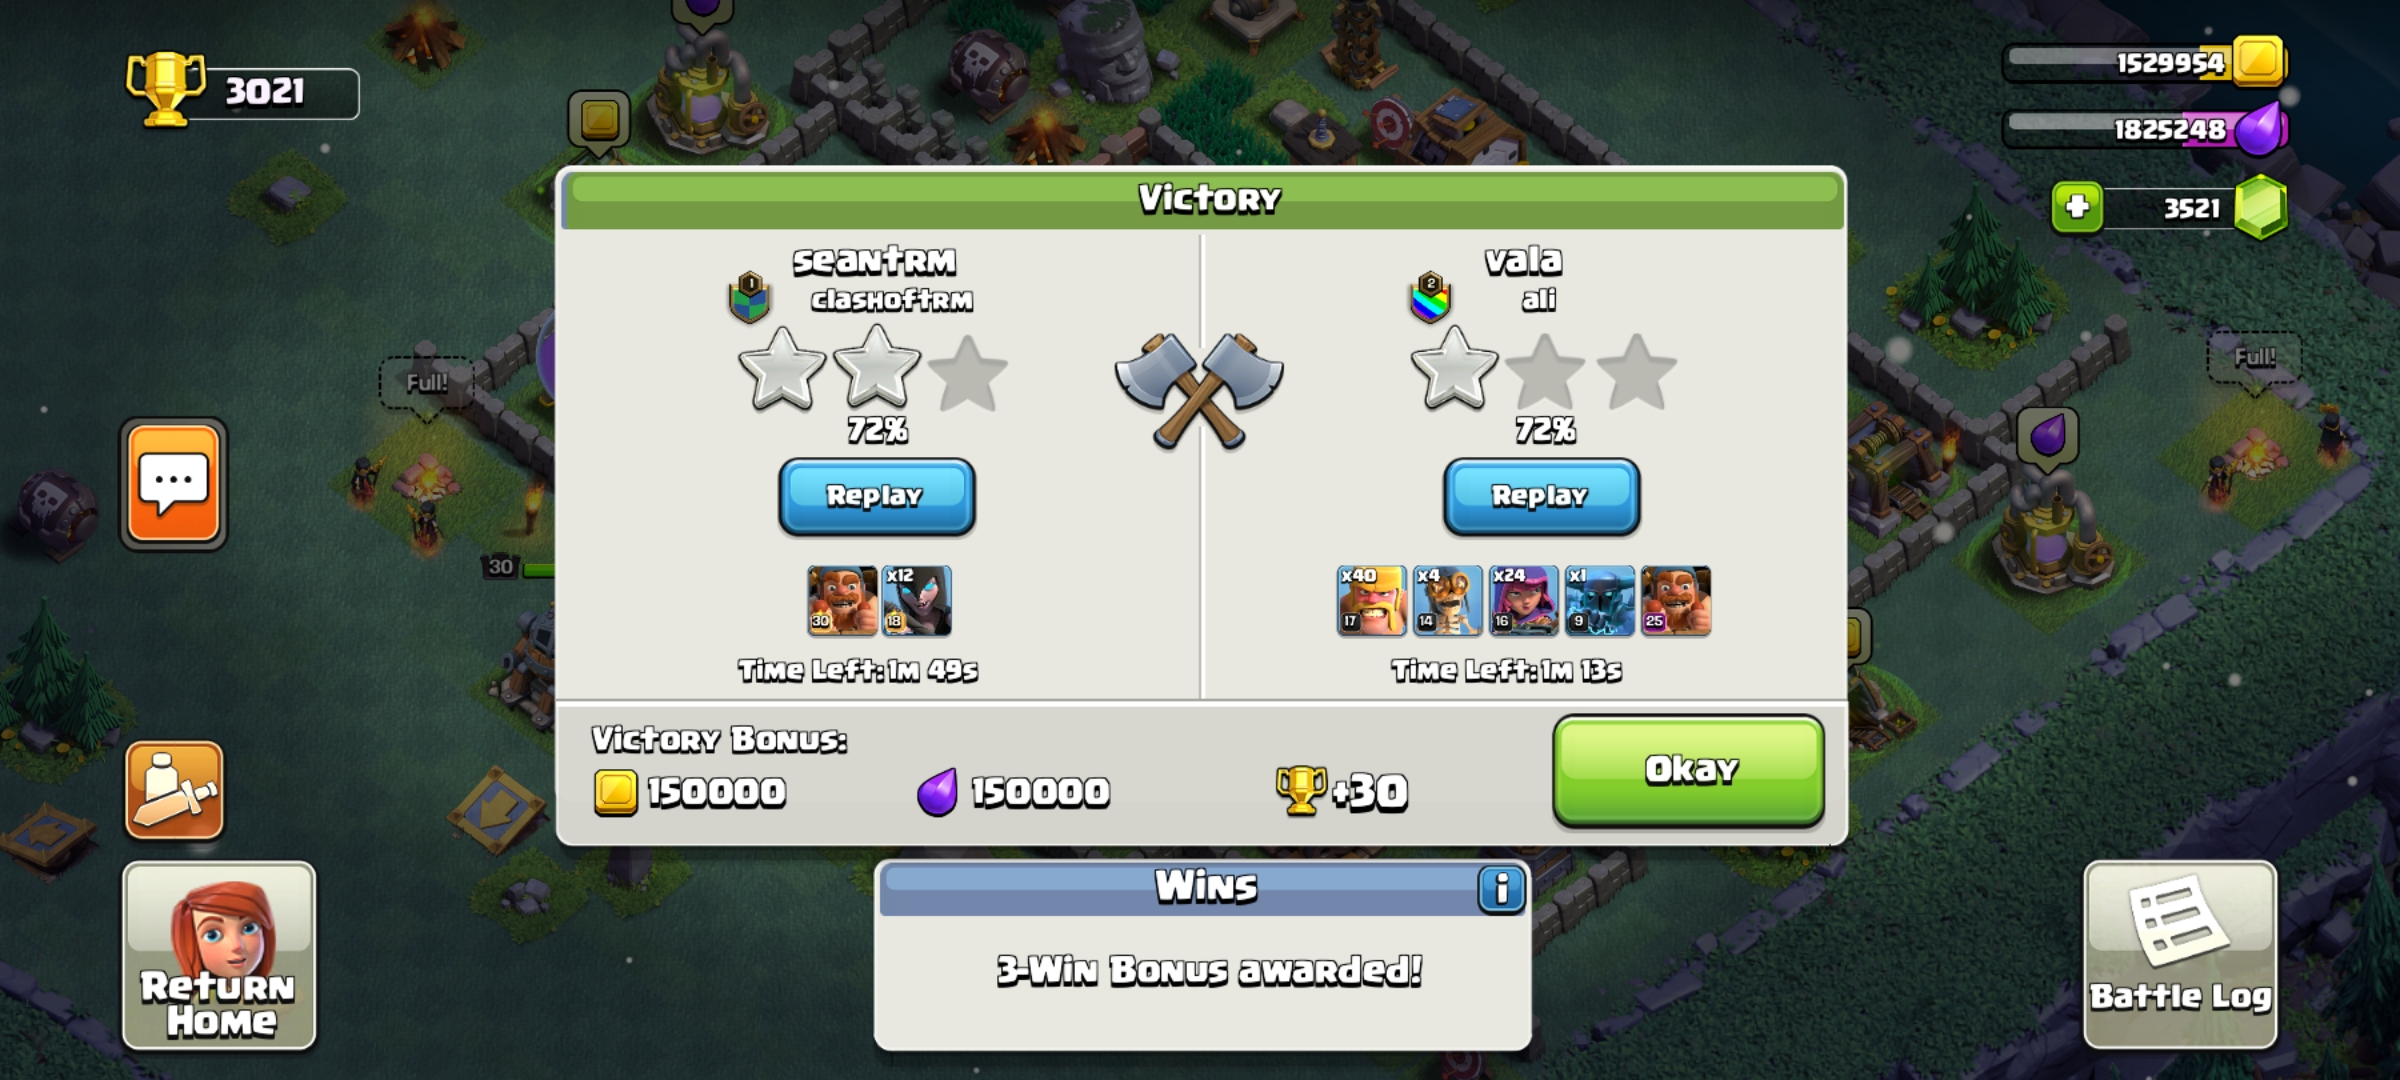 3021
1529954
1825248
3521
Victory
seantrm
clashoftrm
1
72%
Replay
30
x12
18
Time Left:1m 49s
vala
ali
2
72%
Replay
x40
17
x4
14
x24
16
x1
9
25
Time Left:1m 13s
Full!
Full!
30
Victory Bonus:
150000
150000
+30
Okay
Wins
i
3-Win Bonus awarded!
Return
Home
Battle Log